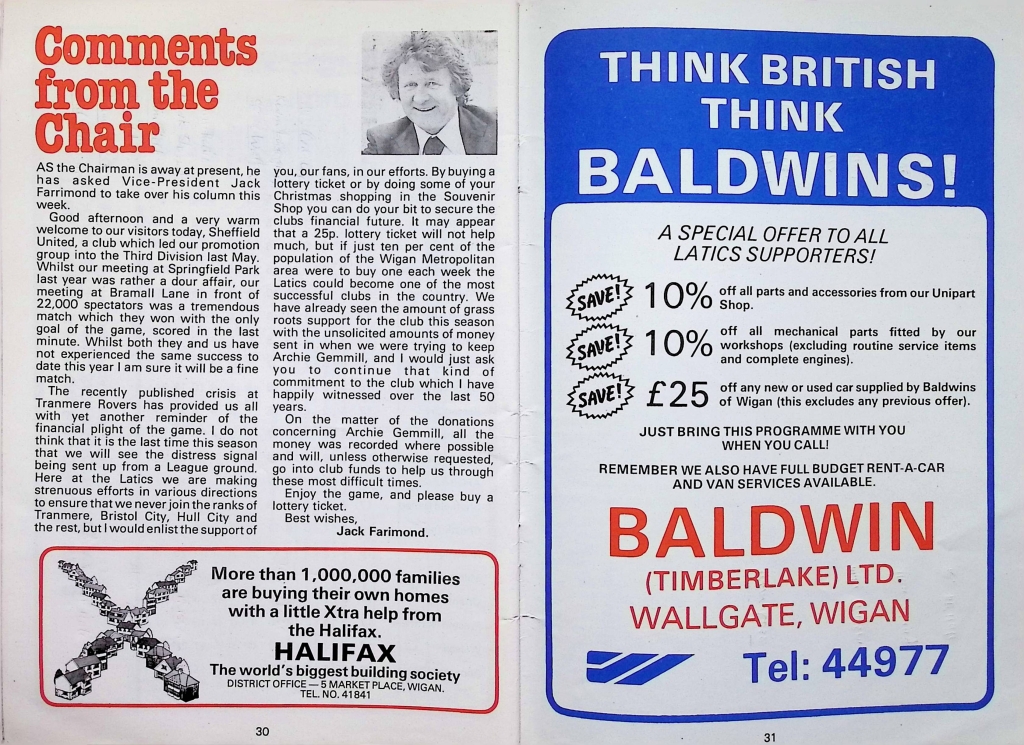 Comments
from the
Chair
AS the Chairman is away at present, he
has asked Vice-President Jack
Farrimond to take over his column this
week.
Good afternoon and a very warm
welcome to our visitors today, Sheffield
United, a club which led our promotion
group into the Third Division last May.
Whilst our meeting at Springfield Park
last year was rather a dour affair, our
meeting at Bramall Lane in front of
22,000 spectators was a tremendous
match which they won with the only
goal of the game, scored in the last
minute. Whilst both they and us have
not experienced the same success to
date this year I am sure it will be a fine
match.
The recently published crisis at
Tranmere Rovers has provided us all
with yet another reminder of the
financial plight of the game. I do not
think that it is the last time this season
that we will see the distress signal
being sent up from a League ground.
Here at the Latics we are making
strenuous efforts in various directions
to ensure that we never join the ranks of
Tranmere, Bristol City, Hull City and
the rest, but I would enlist the support of
you, our fans, in our efforts. By buying a
lottery ticket or by doing some of your
Christmas shopping in the Souvenir
Shop you can do your bit to secure the
clubs financial future. It may appear
that a 25p. lottery ticket will not help
much, but if just ten per cent of the
population of the Wigan Metropolitan
area were to buy one each week the
Latics could become one of the most
successful clubs in the country. We
have already seen the amount of grass
roots support for the club this season
with the unsolicited amounts of money
sent in when we were trying to keep
Archie Gemmill, and I would just ask
you to continue that kind of
commitment to the club which I have
happily witnessed over the last 50
years.
On the matter of the donations
concerning Archie Gemmill, all the
money was recorded where possible
and will, unless otherwise requested,
go into club funds to help us through
these most difficult times.
Enjoy the game, and please buy a
lottery ticket.
Best wishes,
Jack Farimond.
More than 1,000,000 families
are buying their own homes
with a little Xtra help from
the Halifax.
HALIFAX
The world's biggest building society
DISTRICT OFFICE — 5 MARKET PLACE, WIGAN.
TEL. NO. 41841
30
THINK BRITISH
THINK
BALDWINS!
A SPECIAL OFFER TO ALL
LATICS SUPPORTERS!
SAVE! 10% off all parts and accessories from our Unipart
Shop.
SAVE! 10% off all mechanical parts fitted by our
workshops (excluding routine service items
and complete engines).
SAVE! £25 off any new or used car supplied by Baldwins
of Wigan (this excludes any previous offer).
JUST BRING THIS PROGRAMME WITH YOU
WHEN YOU CALL!
REMEMBER WE ALSO HAVE FULL BUDGET RENT-A-CAR
AND VAN SERVICES AVAILABLE.
BALDWIN
(TIMBERLAKE) LTD.
WALLGATE, WIGAN
Tel: 44977
31